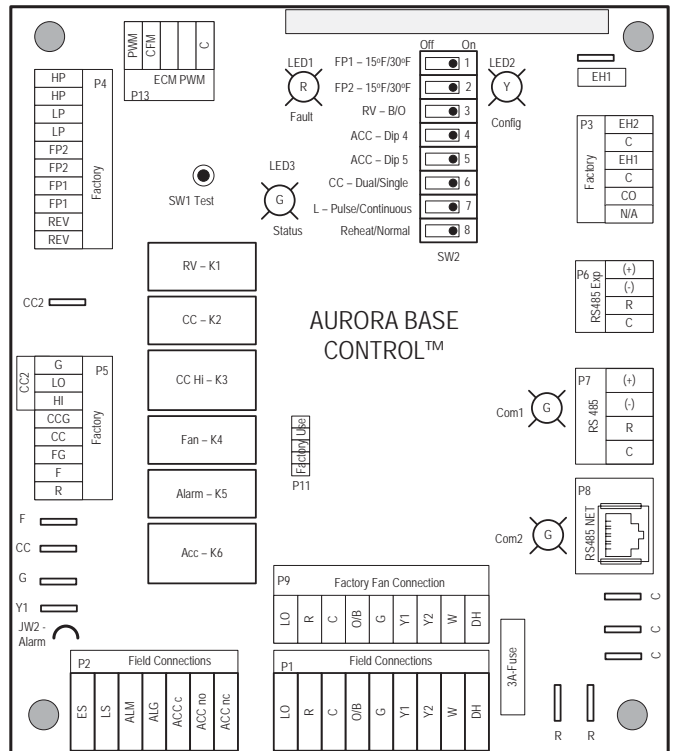 PWM
CFM
C
ECM PWM
P13
LED1
R
Fault
Off On
FP1 – 15ºF/30ºF 1
FP2 – 15ºF/30ºF 2
RV – B/O 3
ACC – Dip 4 4
ACC – Dip 5 5
CC – Dual/Single 6
L – Pulse/Continuous 7
Reheat/Normal 8
SW2
LED2
Y
Config
EH1
HP
HP
LP
LP
FP2
FP2
FP1
FP1
REV
REV
P4
Factory
SW1 Test
LED3
G
Status
P3
Factory
EH2
C
EH1
C
CO
N/A
RV – K1
CC – K2
CC Hi – K3
Fan – K4
Alarm – K5
Acc – K6
AURORA BASE
CONTROL™
P6
RS485 Exp
(+)
(-)
R
C
CC2
CC2
G
LO
HI
CCG
CC
FG
F
R
P5
Factory
Factory Use
P11
Com1
G
P7
RS 485
(+)
(-)
R
C
Com2
G
P8
RS485 NET
F
CC
G
Y1
JW2 -
Alarm
P9
Factory Fan Connection
LO
R
C
O/B
G
Y1
Y2
W
DH
3A-Fuse
C
C
C
P2
Field Connections
ES
LS
ALM
ALG
ACC c
ACC no
ACC nc
P1
Field Connections
LO
R
C
O/B
G
Y1
Y2
W
DH
R
R